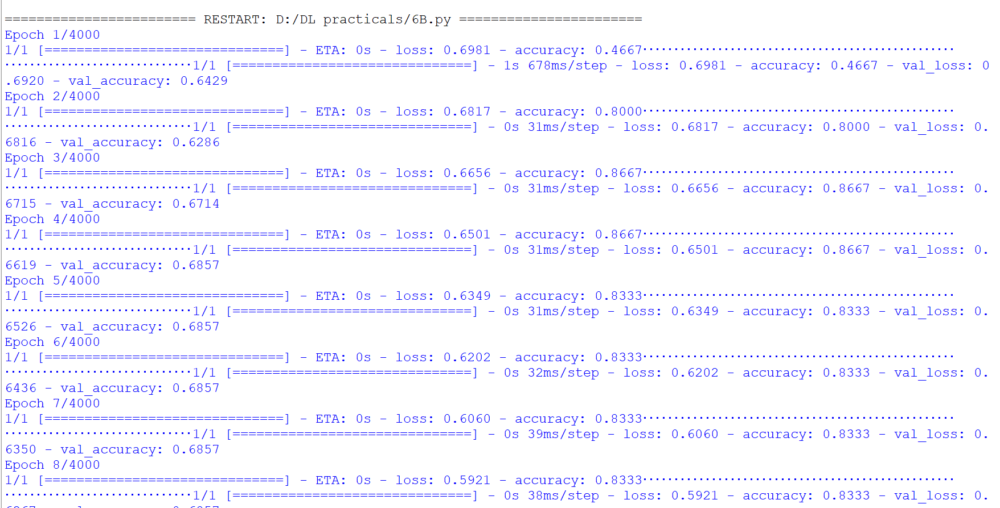 ======================== RESTART: D:/DL practicals/6B.py =======================
Epoch 1/4000
1/1 [==============================] - ETA: 0s - loss: 0.6981 - accuracy: 0.4667
1/1 [==============================] - 1s 678ms/step - loss: 0.6981 - accuracy: 0.4667 - val_loss: 0
.6920 - val_accuracy: 0.6429
Epoch 2/4000
1/1 [==============================] - ETA: 0s - loss: 0.6817 - accuracy: 0.8000
1/1 [==============================] - 0s 31ms/step - loss: 0.6817 - accuracy: 0.8000 - val_loss: 0.
6816 - val_accuracy: 0.6286
Epoch 3/4000
1/1 [==============================] - ETA: 0s - loss: 0.6656 - accuracy: 0.8667
1/1 [==============================] - 0s 31ms/step - loss: 0.6656 - accuracy: 0.8667 - val_loss: 0.
6715 - val_accuracy: 0.6714
Epoch 4/4000
1/1 [==============================] - ETA: 0s - loss: 0.6501 - accuracy: 0.8667
1/1 [==============================] - 0s 31ms/step - loss: 0.6501 - accuracy: 0.8667 - val_loss: 0.
6619 - val_accuracy: 0.6857
Epoch 5/4000
1/1 [==============================] - ETA: 0s - loss: 0.6349 - accuracy: 0.8333
1/1 [==============================] - 0s 31ms/step - loss: 0.6349 - accuracy: 0.8333 - val_loss: 0.
6526 - val_accuracy: 0.6857
Epoch 6/4000
1/1 [==============================] - ETA: 0s - loss: 0.6202 - accuracy: 0.8333
1/1 [==============================] - 0s 32ms/step - loss: 0.6202 - accuracy: 0.8333 - val_loss: 0.
6436 - val_accuracy: 0.6857
Epoch 7/4000
1/1 [==============================] - ETA: 0s - loss: 0.6060 - accuracy: 0.8333
1/1 [==============================] - 0s 39ms/step - loss: 0.6060 - accuracy: 0.8333 - val_loss: 0.
6350 - val_accuracy: 0.6857
Epoch 8/4000
1/1 [==============================] - ETA: 0s - loss: 0.5921 - accuracy: 0.8333
1/1 [==============================] - 0s 38ms/step - loss: 0.5921 - accuracy: 0.8333 - val_loss: 0.